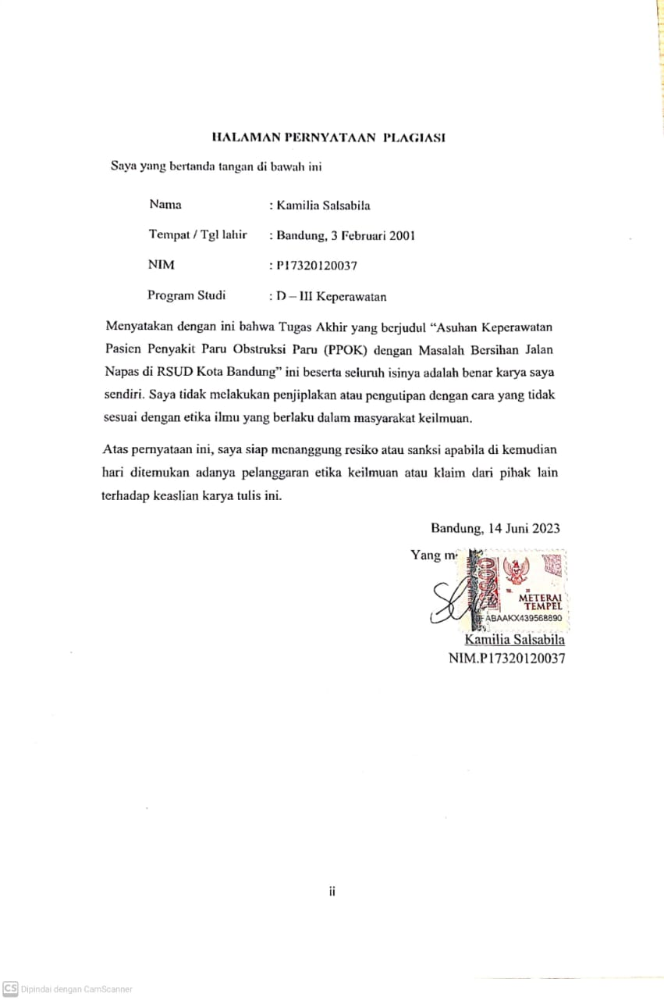 HALAMAN PERNYATAAN PLAGIASI
Saya yang bertanda tangan di bawah ini
Nama : Kamilia Salsabila
Tempat / Tgl lahir : Bandung, 3 Februari 2001
NIM : P17320120037
Program Studi : D – III Keperawatan
Menyatakan dengan ini bahwa Tugas Akhir yang berjudul “Asuhan Keperawatan
Pasien Penyakit Paru Obstruksi Paru (PPOK) dengan Masalah Bersihan Jalan
Napas di RSUD Kota Bandung” ini beserta seluruh isinya adalah benar karya saya
sendiri. Saya tidak melakukan penjiplakan atau pengutipan dengan cara yang tidak
sesuai dengan etika ilmu yang berlaku dalam masyarakat keilmuan.
Atas pernyataan ini, saya siap menanggung resiko atau sanksi apabila di kemudian
hari ditemukan adanya pelanggaran etika keilmuan atau klaim dari pihak lain
terhadap keaslian karya tulis ini.
Bandung, 14 Juni 2023
Yang m
METERAI
TEMPEL
ABAAKX439568890
Kamilia Salsabila
NIM.P17320120037
ii
CS Dipindai dengan CamScanner